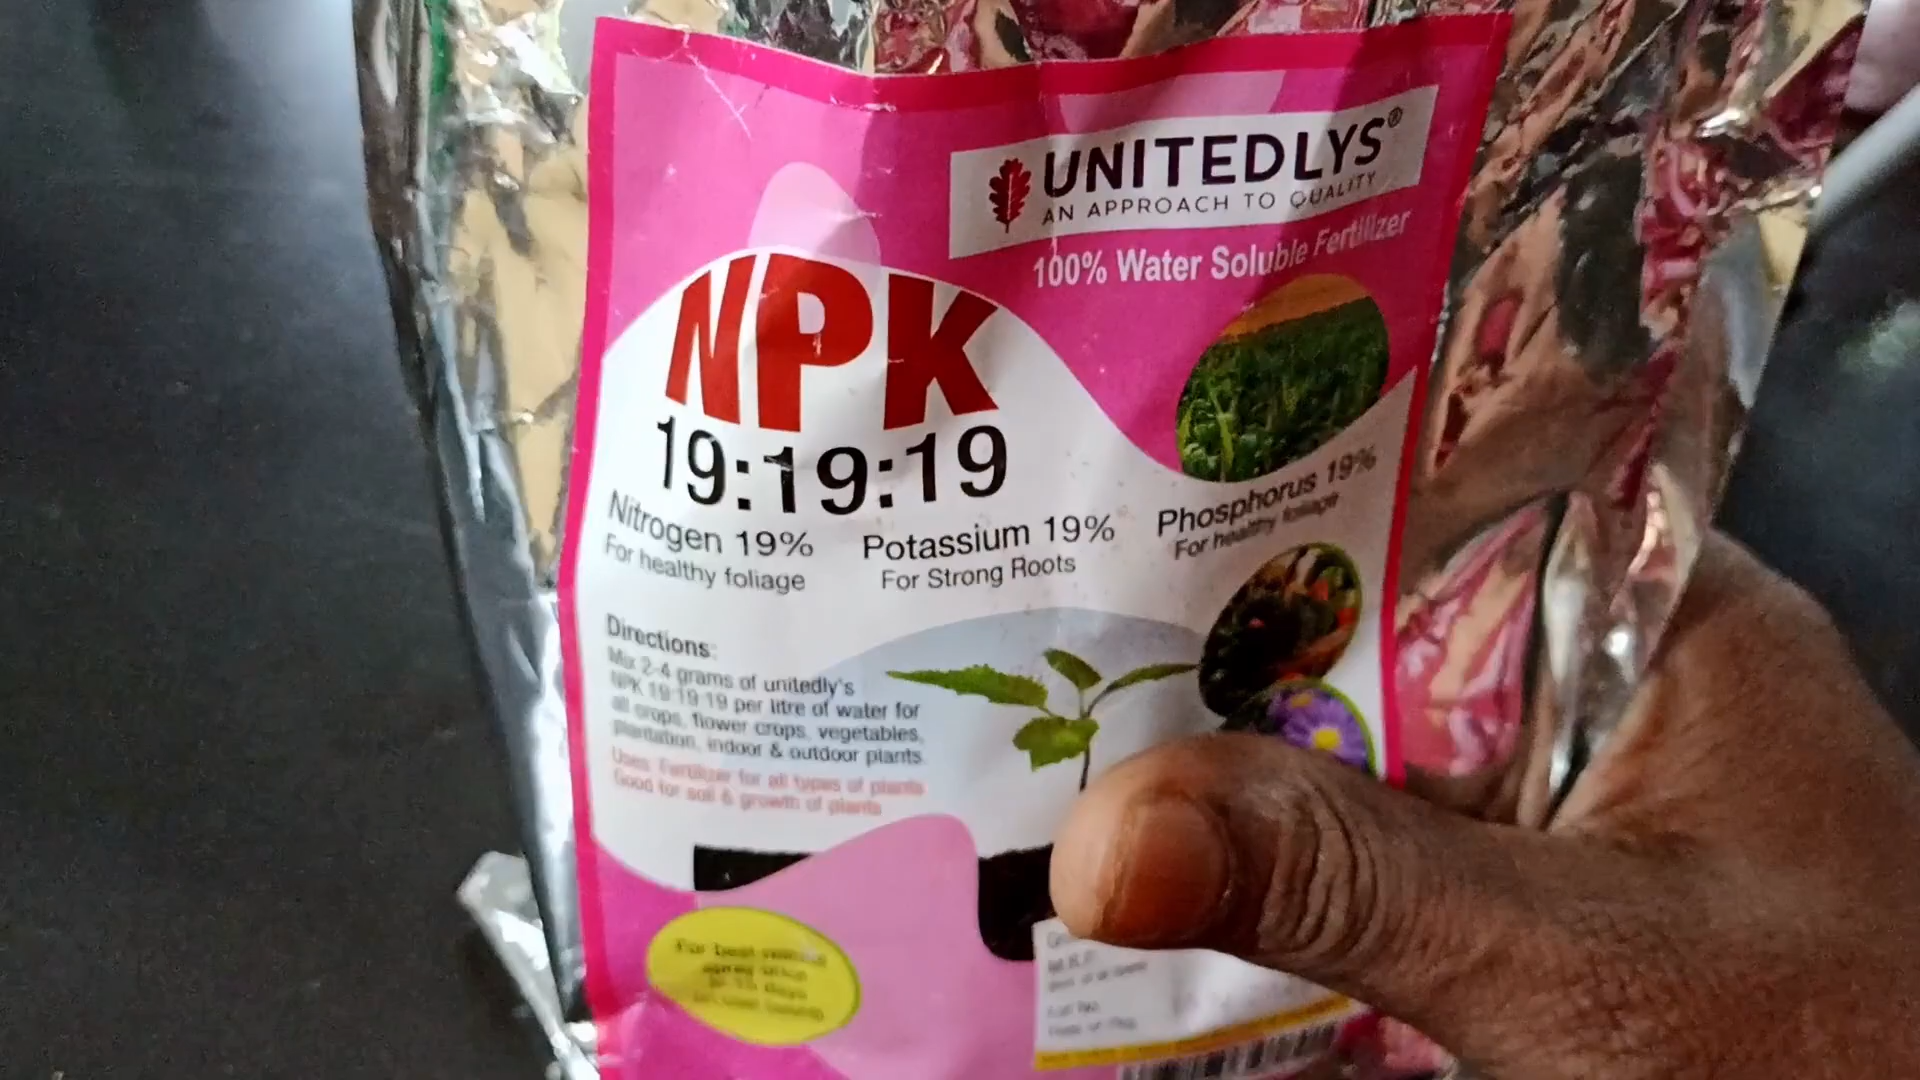 UNITEDLYS®
AN APPROACH TO QUALITY
100% Water Soluble Fertilizer
NPK
19:19:19
Nitrogen 19%
For healthy foliage
Potassium 19%
For Strong Roots
Phosphorus 19%
For healthy foliage
Directions:
Mix 2-4 grams of unitedly's
NPK 19:19:19 per litre of water for
all crops, flower crops, vegetables,
plantation, indoor & outdoor plants
Uses: Fertilizer for all types of plants
Good for soil & growth of plants
For best results